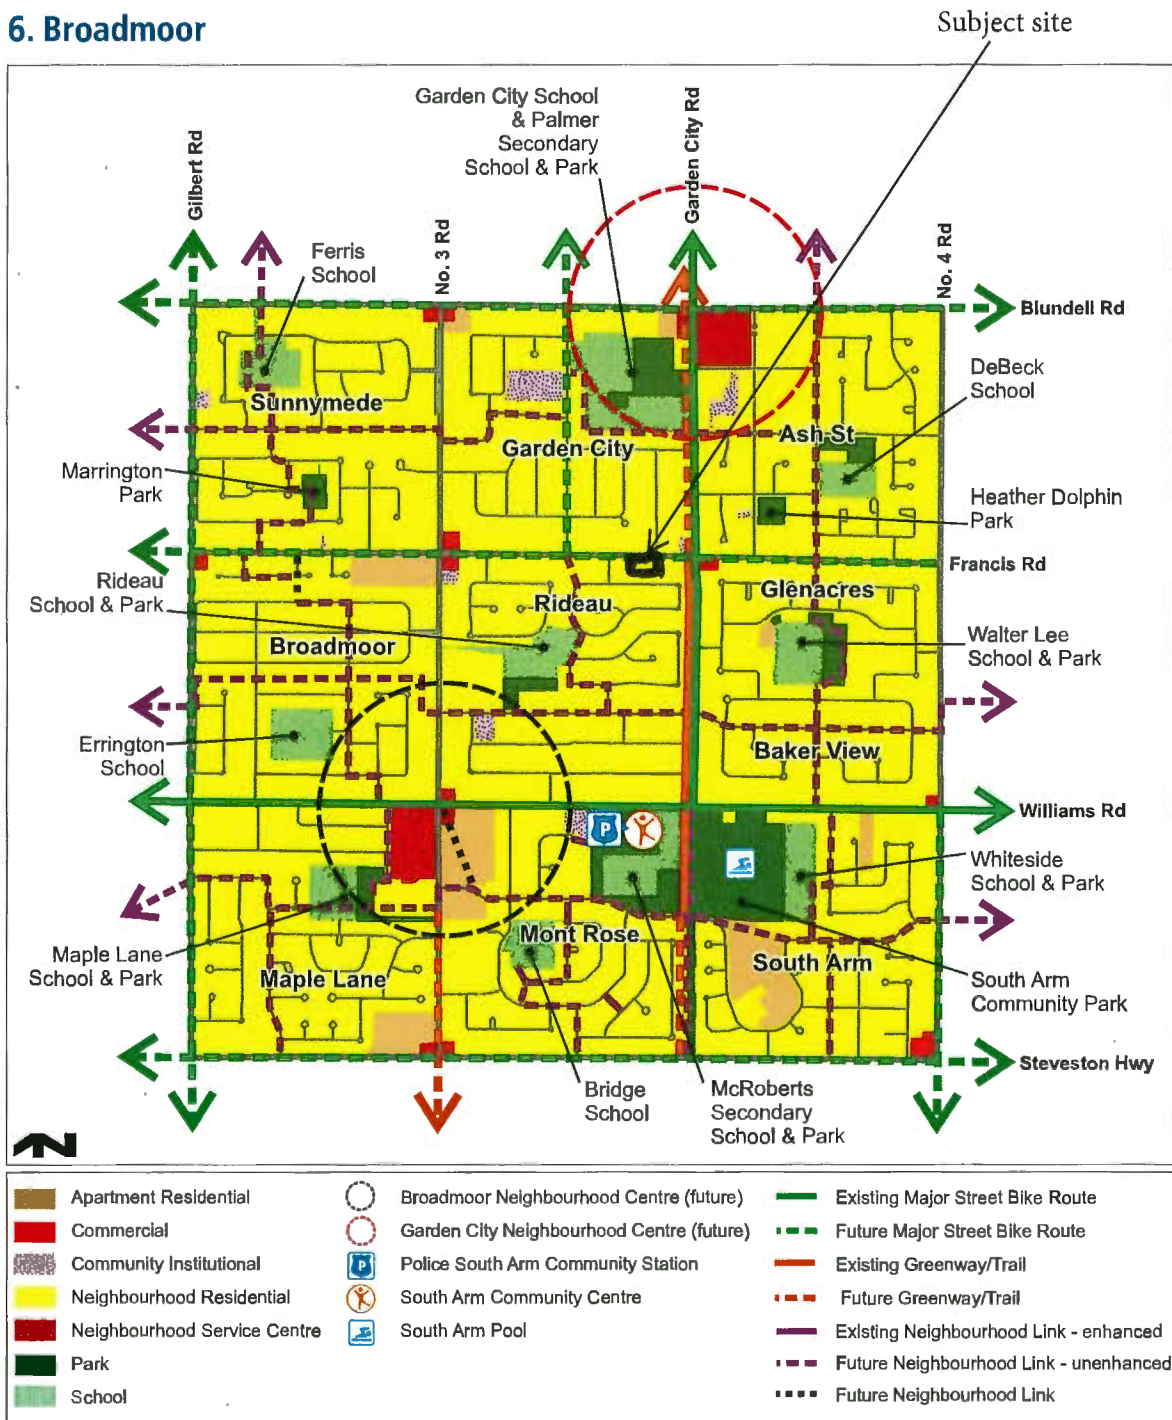 6. Broadmoor
Subject site
Garden City School
& Palmer
Secondary
School & Park
Gilbert Rd
No. 3 Rd
Garden City Rd
No. 4 Rd
Ferris
School
Blundell Rd
DeBeck
School
Sunnymede
Garden City
Ash St
Marrington
Park
Heather Dolphin
Park
Francis Rd
Rideau
School & Park
Rideau
Glenacres
Broadmoor
Walter Lee
School & Park
Errington
School
Baker View
Williams Rd
P
Whiteside
School & Park
Maple Lane
School & Park
Mont Rose
Maple Lane
South Arm
South Arm
Community Park
Steveston Hwy
Bridge
School
McRoberts
Secondary
School & Park
N
Apartment Residential
Commercial
Community Institutional
Neighbourhood Residential
Neighbourhood Service Centre
Park
School
Broadmoor Neighbourhood Centre (future)
Garden City Neighbourhood Centre (future)
P
Police South Arm Community Station
South Arm Community Centre
South Arm Pool
Existing Major Street Bike Route
Future Major Street Bike Route
Existing Greenway/Trail
Future Greenway/Trail
Existing Neighbourhood Link - enhanced
Future Neighbourhood Link - unenhanced
Future Neighbourhood Link